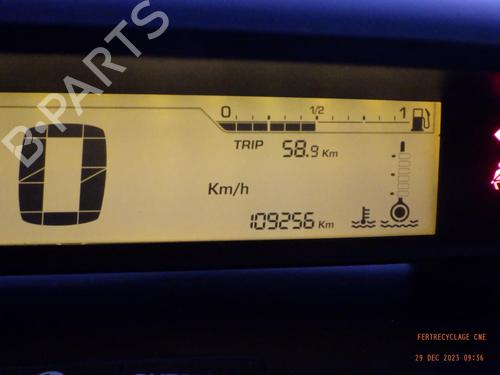 0 1/2 1
TRIP 58.9 Km
0
Km/h
109256 Km
B-PARTS
FERTRECYCLAGE CNE
29 DEC 2023 09:36